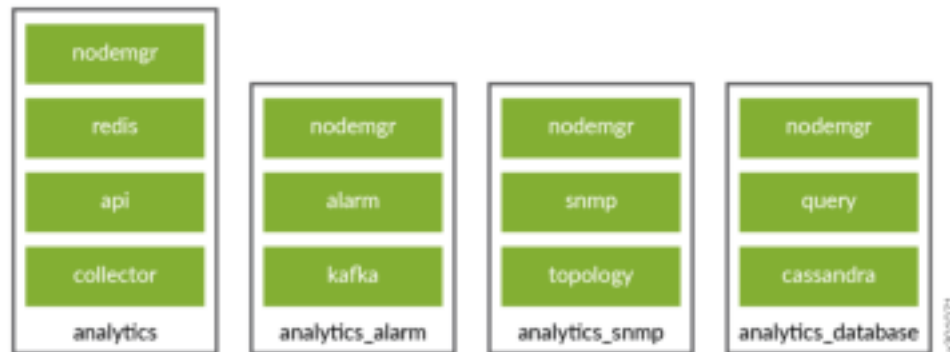 nodemgr
redis
api
collector
analytics
nodemgr
alarm
kafka
analytics_alarm
nodemgr
snmp
topology
analytics_snmp
nodemgr
query
cassandra
analytics_database